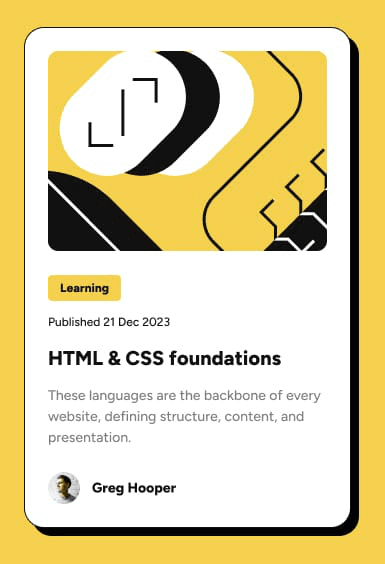 Learning
Published 21 Dec 2023
HTML & CSS foundations
These languages are the backbone of every
website, defining structure, content, and
presentation.
Greg Hooper